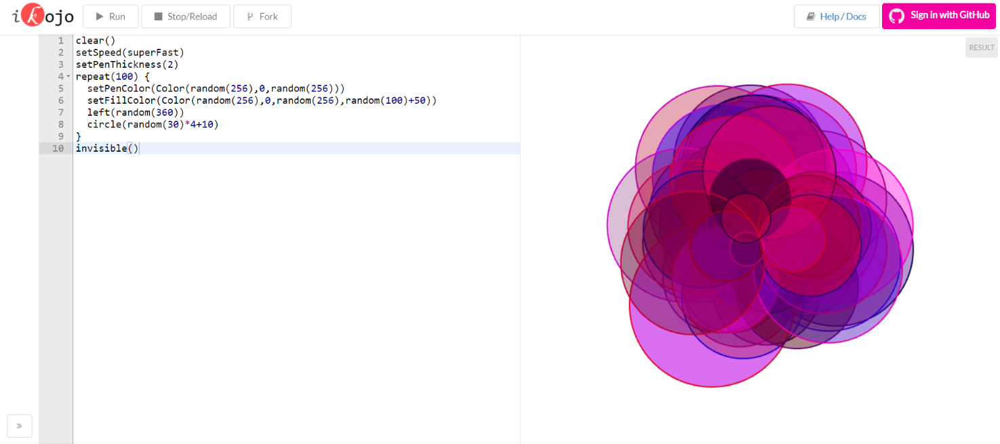 ikojo Run Stop/Reload Fork Help / Docs Sign in with GitHub
RESULT
1 clear()
2 setSpeed(superFast)
3 setPenThickness(2)
4 repeat(100) {
5 setPenColor(Color(random(256),0,random(256)))
6 setFillColor(Color(random(256),0,random(256),random(100)+50))
7 left(random(360))
8 circle(random(30)*4+10)
9 }
10 invisible()
»